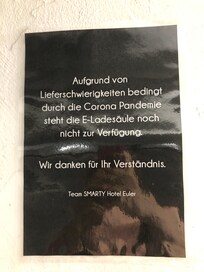 Aufgrund von
Lieferschwierigkeiten bedingt
durch die Corona Pandemie
steht die E-Ladesäule noch
nicht zur Verfügung.
Wir danken für Ihr Verständnis.
Team SMARTY Hotel Euler